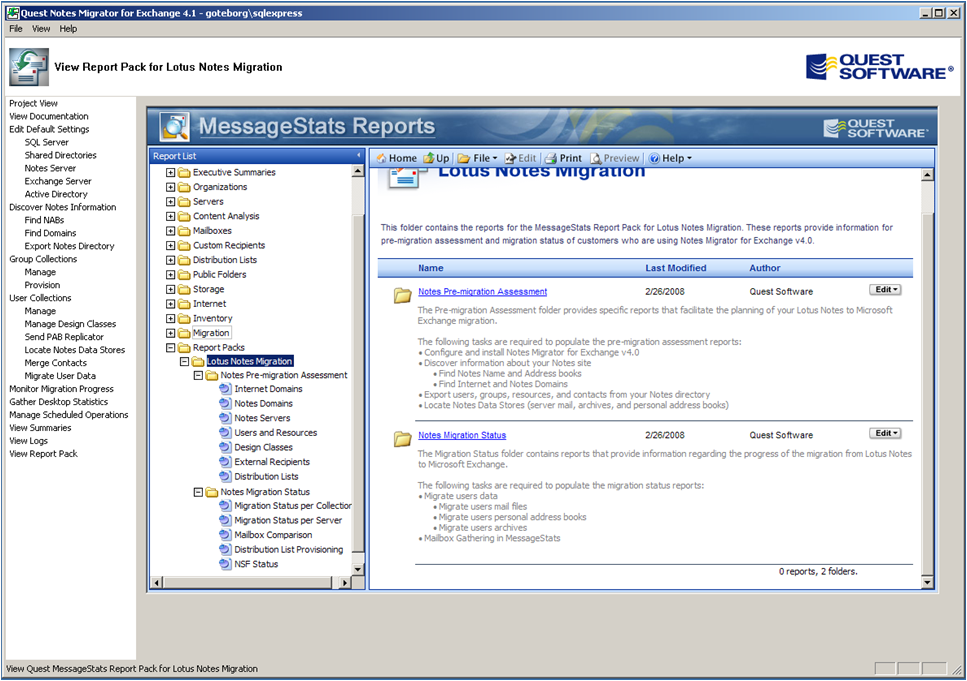 Quest Notes Migrator for Exchange 4.1 - goteborg\sqlexpress
File View Help
View Report Pack for Lotus Notes Migration
QUEST
SOFTWARE®
Project View
View Documentation
Edit Default Settings
SQL Server
Shared Directories
Notes Server
Exchange Server
Active Directory
Discover Notes Information
Find NABs
Find Domains
Export Notes Directory
Group Collections
Manage
Provision
User Collections
Manage
Manage Design Classes
Send PAB Replicator
Locate Notes Data Stores
Merge Contacts
Migrate User Data
Monitor Migration Progress
Gather Desktop Statistics
Manage Scheduled Operations
View Summaries
View Logs
View Report Pack
MessageStats Reports
QUEST
SOFTWARE™
Report List
Executive Summaries
Organizations
Servers
Content Analysis
Mailboxes
Custom Recipients
Distribution Lists
Public Folders
Storage
Internet
Inventory
Migration
Report Packs
Lotus Notes Migration
Notes Pre-migration Assessment
Internet Domains
Notes Domains
Notes Servers
Users and Resources
Design Classes
External Recipients
Distribution Lists
Notes Migration Status
Migration Status per Collection
Migration Status per Server
Mailbox Comparison
Distribution List Provisioning
NSF Status
Home Up File Edit Print Preview Help
Lotus Notes Migration
This folder contains the reports for the MessageStats Report Pack for Lotus Notes Migration. These reports provide information for
pre-migration assessment and migration status of customers who are using Notes Migrator for Exchange v4.0.
Name Last Modified Author
Notes Pre-migration Assessment 2/26/2008 Quest Software Edit
The Pre-migration Assessment folder provides specific reports that facilitate the planning of your Lotus Notes to Microsoft
Exchange migration.
The following tasks are required to populate the pre-migration assessment reports:
• Configure and install Notes Migrator for Exchange v4.0
• Discover information about your Notes site
• Find Notes Name and Address books
• Find Internet and Notes Domains
• Export users, groups, resources, and contacts from your Notes directory
• Locate Notes Data Stores (server mail, archives, and personal address books)
Notes Migration Status 2/26/2008 Quest Software Edit
The Migration Status folder contains reports that provide information regarding the progress of the migration from Lotus Notes
to Microsoft Exchange.
The following tasks are required to populate the migration status reports:
• Migrate users data
• Migrate users mail files
• Migrate users personal address books
• Migrate users archives
• Mailbox Gathering in MessageStats
0 reports, 2 folders.
View Quest MessageStats Report Pack for Lotus Notes Migration